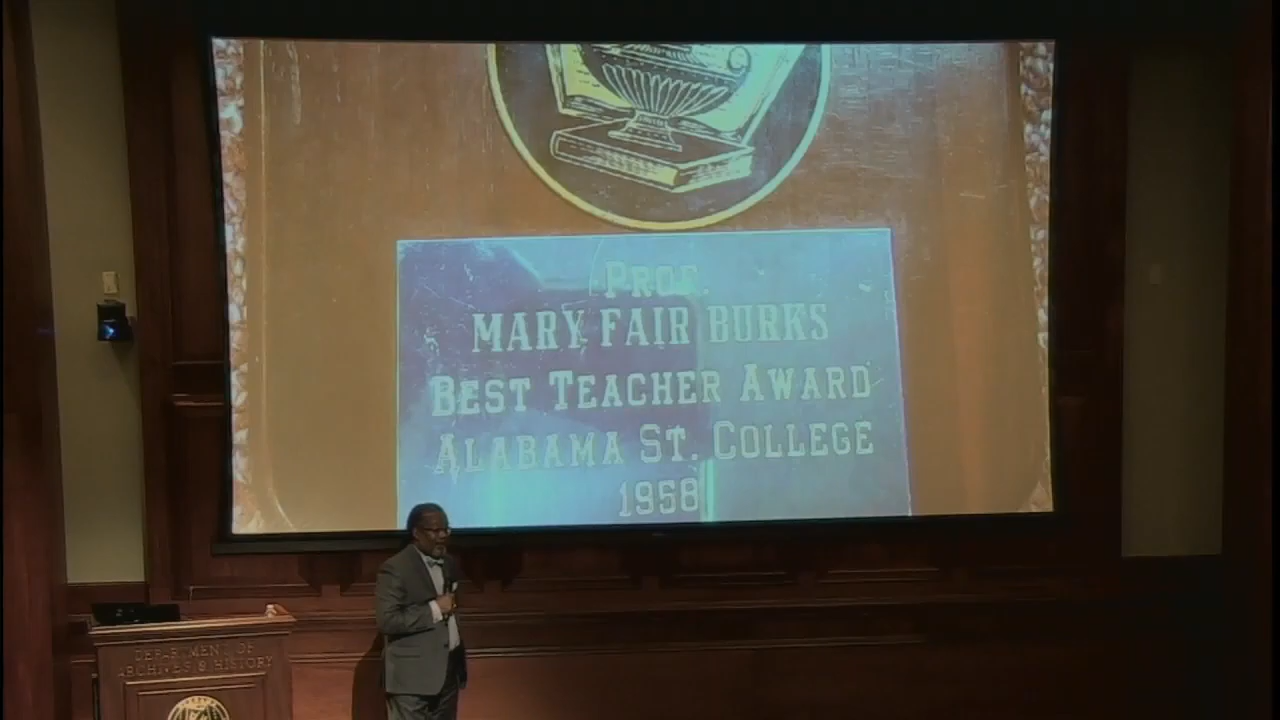 PROF.
MARY FAIR BURKS
BEST TEACHER AWARD
ALABAMA ST. COLLEGE
1958
DEPARTMENT OF
ARCHIVES & HISTORY